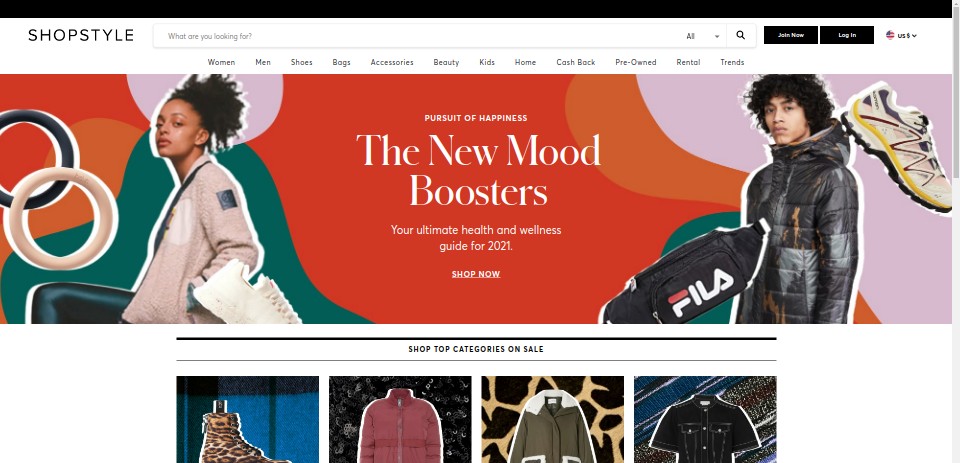 SHOPSTYLE
What are you looking for?
All
Join Now
Log In
US $
Women Men Shoes Bags Accessories Beauty Kids Home Cash Back Pre-Owned Rental Trends
PURSUIT OF HAPPINESS
The New Mood
Boosters
Your ultimate health and wellness
guide for 2021.
SHOP NOW
FILA
SHOP TOP CATEGORIES ON SALE